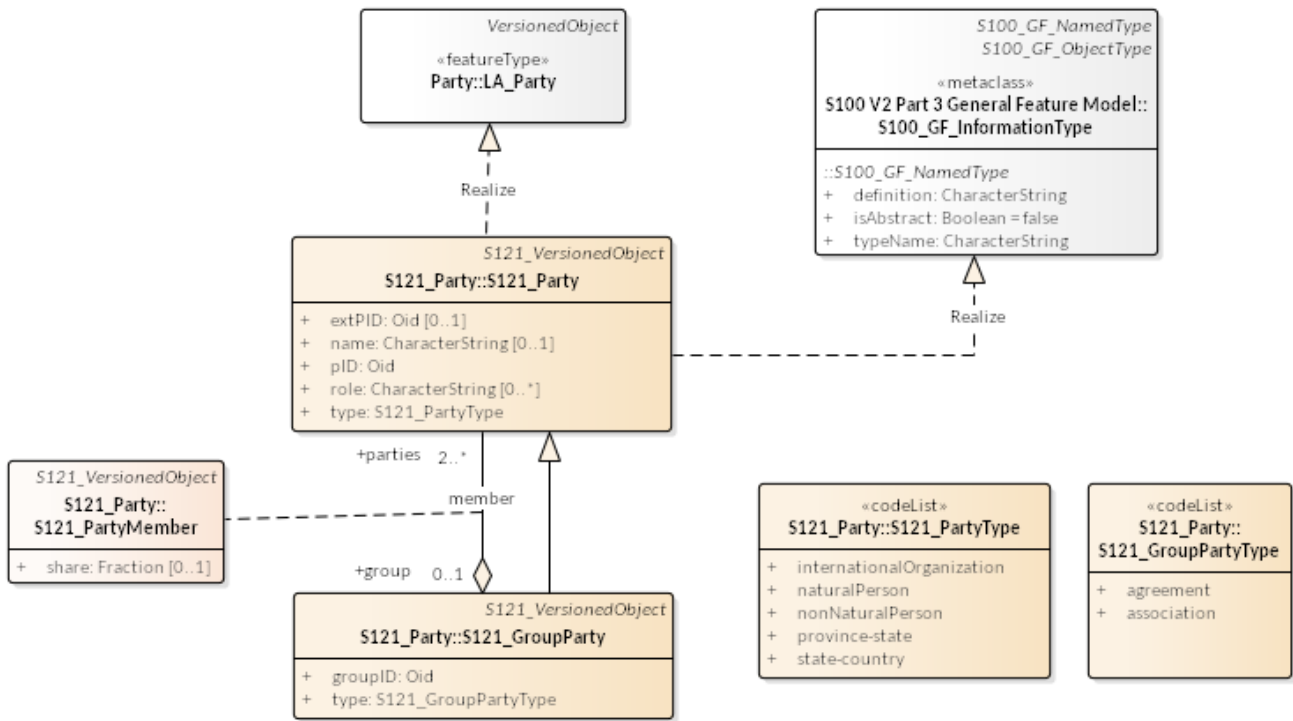 VersionedObject
«featureType»
Party::LA_Party
S100_GF_NamedType
S100_GF_ObjectType
«metaclass»
S100 V2 Part 3 General Feature Model::
S100_GF_InformationType
::S100_GF_NamedType
+ definition: CharacterString
+ isAbstract: Boolean = false
+ typeName: CharacterString
Realize
S121_VersionedObject
S121_Party::S121_Party
+ extPID: Oid [0..1]
+ name: CharacterString [0..1]
+ pID: Oid
+ role: CharacterString [0..*]
+ type: S121_PartyType
Realize
+parties 2..*
member
S121_VersionedObject
S121_Party::
S121_PartyMember
+ share: Fraction [0..1]
+group 0..1
S121_VersionedObject
S121_Party::S121_GroupParty
+ groupID: Oid
+ type: S121_GroupPartyType
«codeList»
S121_Party::S121_PartyType
+ internationalOrganization
+ naturalPerson
+ nonNaturalPerson
+ province-state
+ state-country
«codeList»
S121_Party::
S121_GroupPartyType
+ agreement
+ association